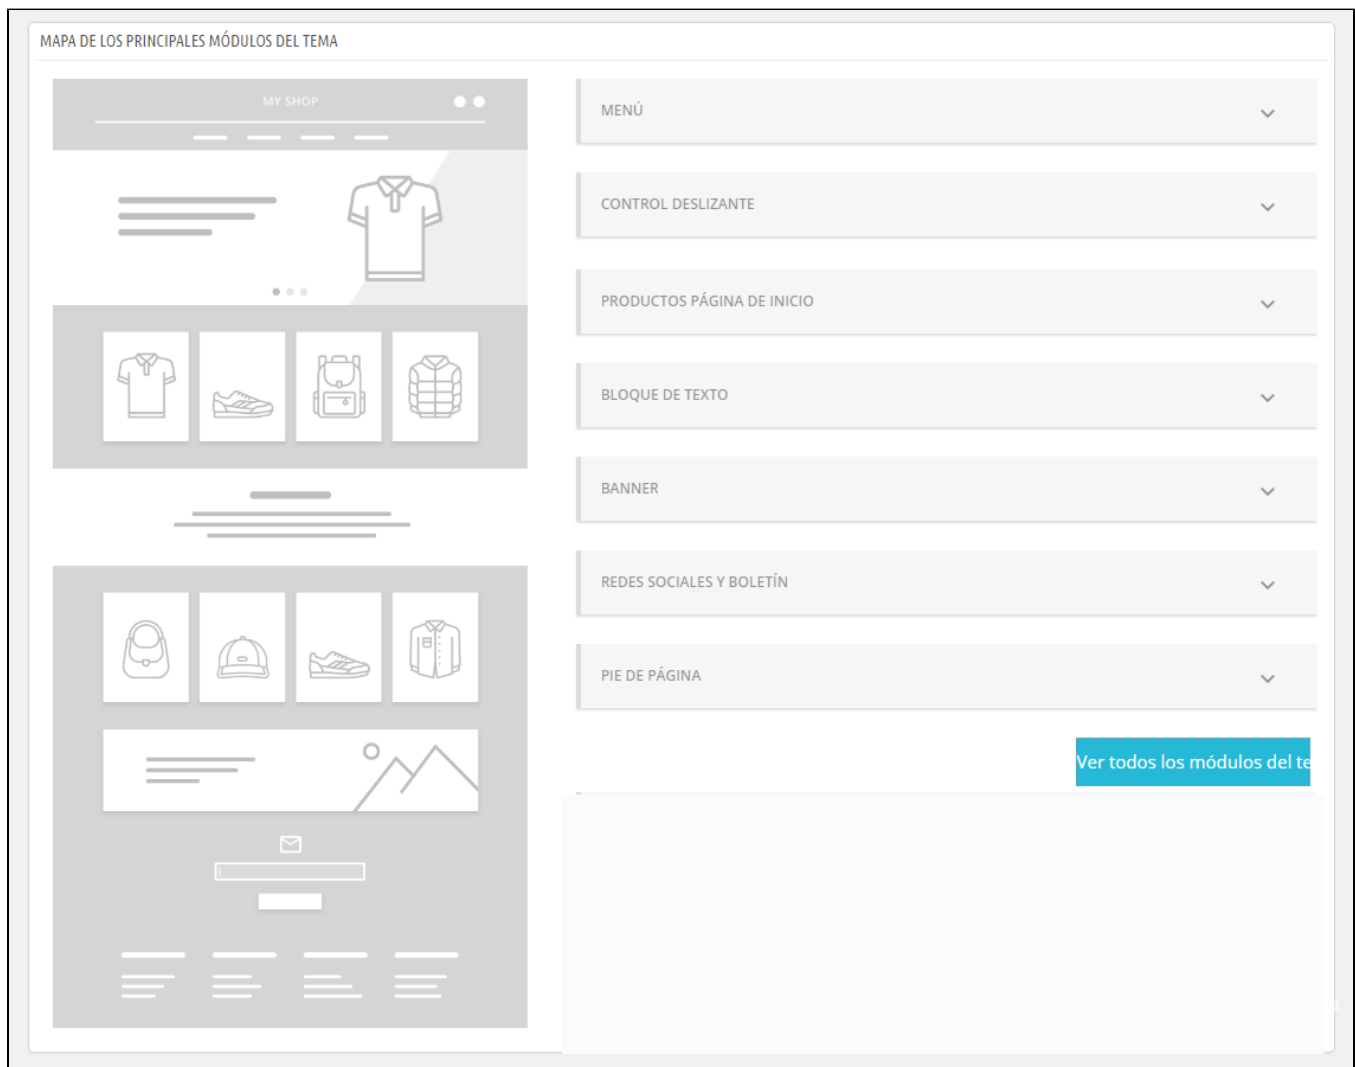 MAPA DE LOS PRINCIPALES MÓDULOS DEL TEMA
MY SHOP
MENÚ
CONTROL DESLIZANTE
PRODUCTOS PÁGINA DE INICIO
BLOQUE DE TEXTO
BANNER
REDES SOCIALES Y BOLETÍN
PIE DE PÁGINA
Ver todos los módulos del te